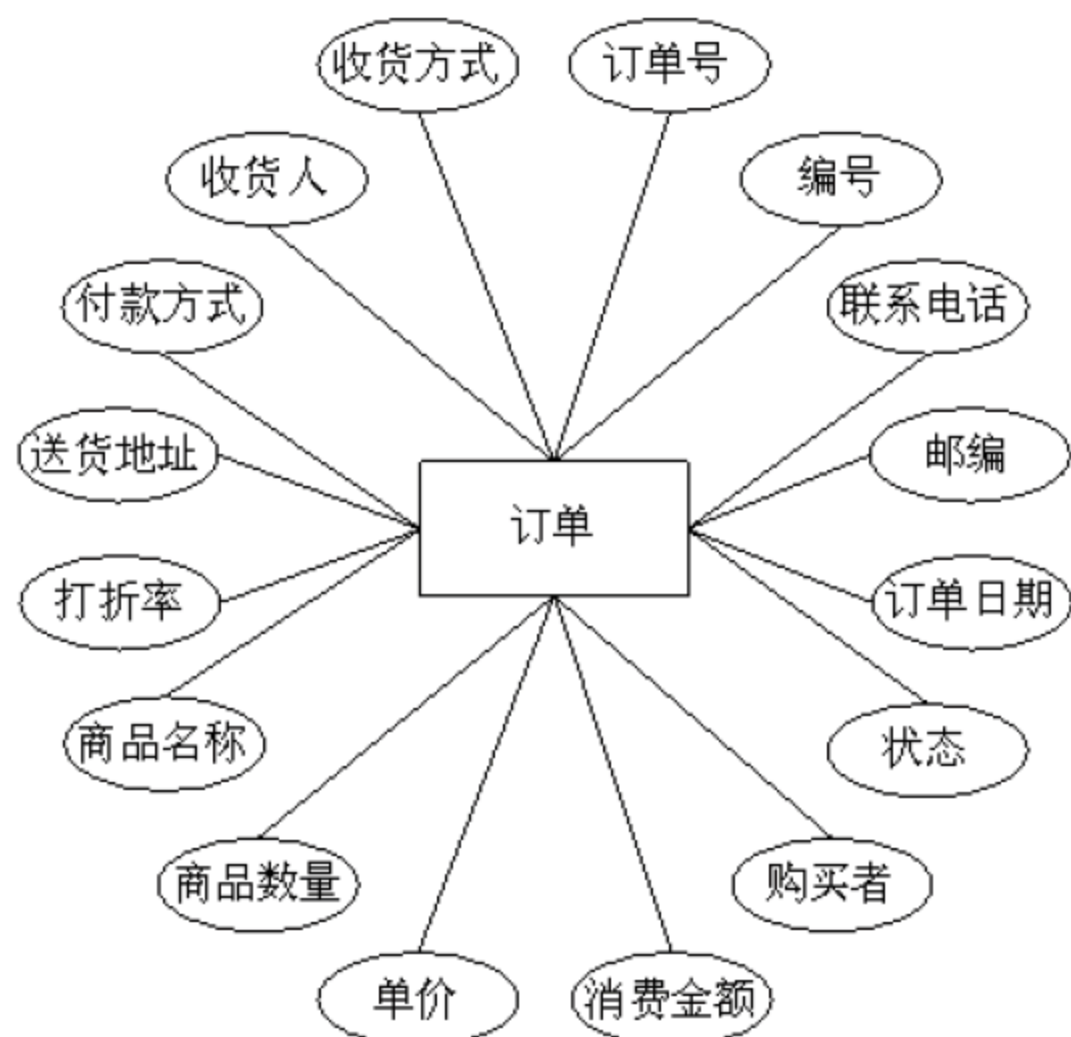 收货方式
订单号
收货人
编号
付款方式
联系电话
送货地址
邮编
订单
打折率
订单日期
商品名称
状态
商品数量
购买者
单价
消费金额